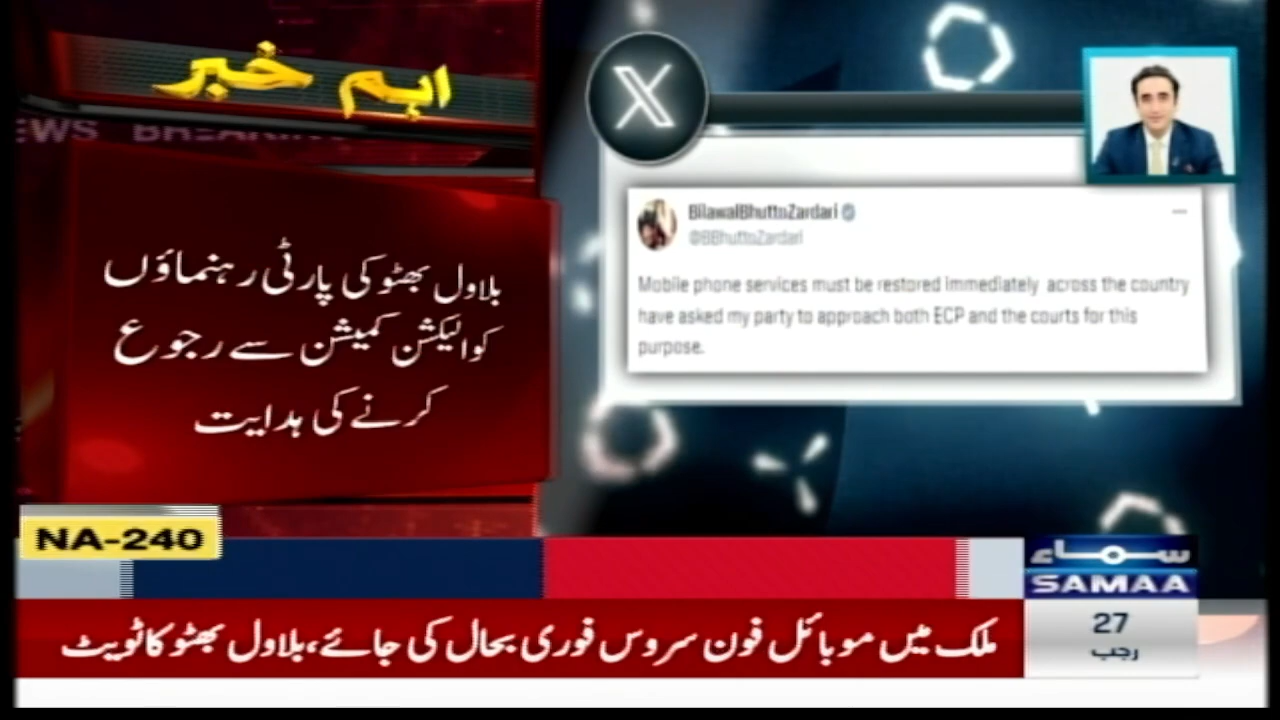 اہم خبر
EWS BREAKIN
بلاول بھٹو کی پارٹی رہنماؤں
کو الیکشن کمیشن سے رجوع
کرنے کی ہدایت
X
BilawalBhuttoZardari
@BBhuttoZardari
Mobile phone services must be restored immediately across the country
have asked my party to approach both ECP and the courts for this
purpose.
NA-240
سماء
SAMAA
27
رجب
ملک میں موبائل فون سروس فوری بحال کی جائے، بلاول بھٹو کا ٹویٹ